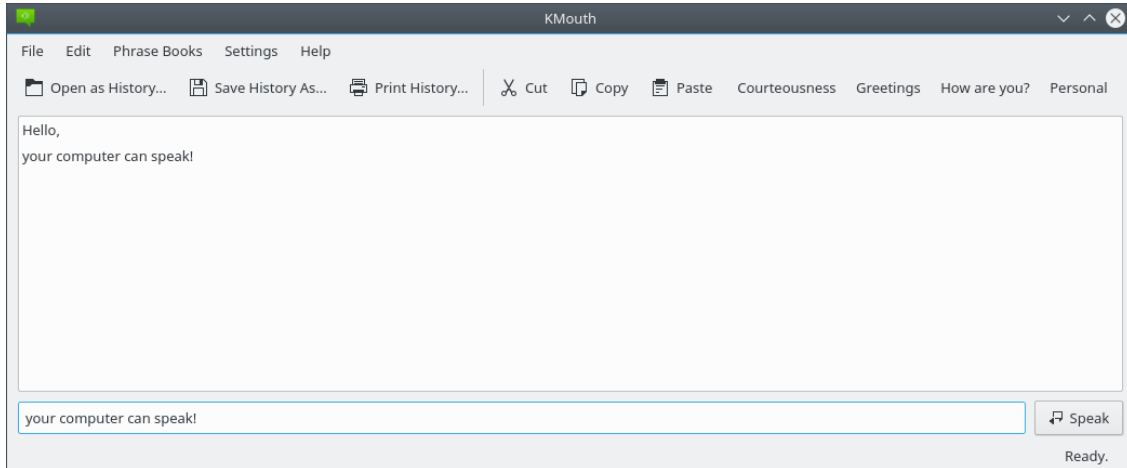 KMouth
File Edit Phrase Books Settings Help
Open as History... Save History As... Print History... Cut Copy Paste Courteousness Greetings How are you? Personal
Hello,
your computer can speak!
your computer can speak! Speak
Ready.